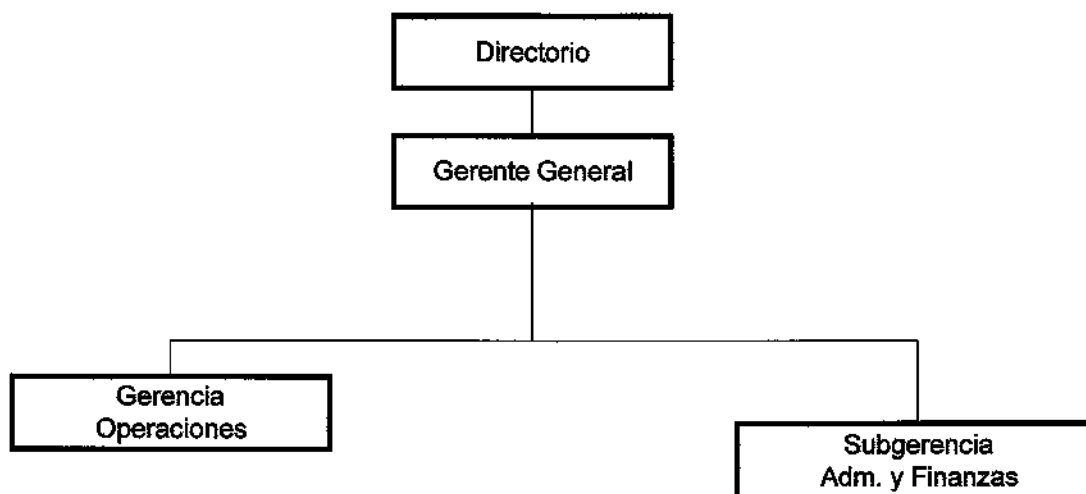 Directorio
Gerente General
Gerencia
Operaciones
Subgerencia
Adm. y Finanzas